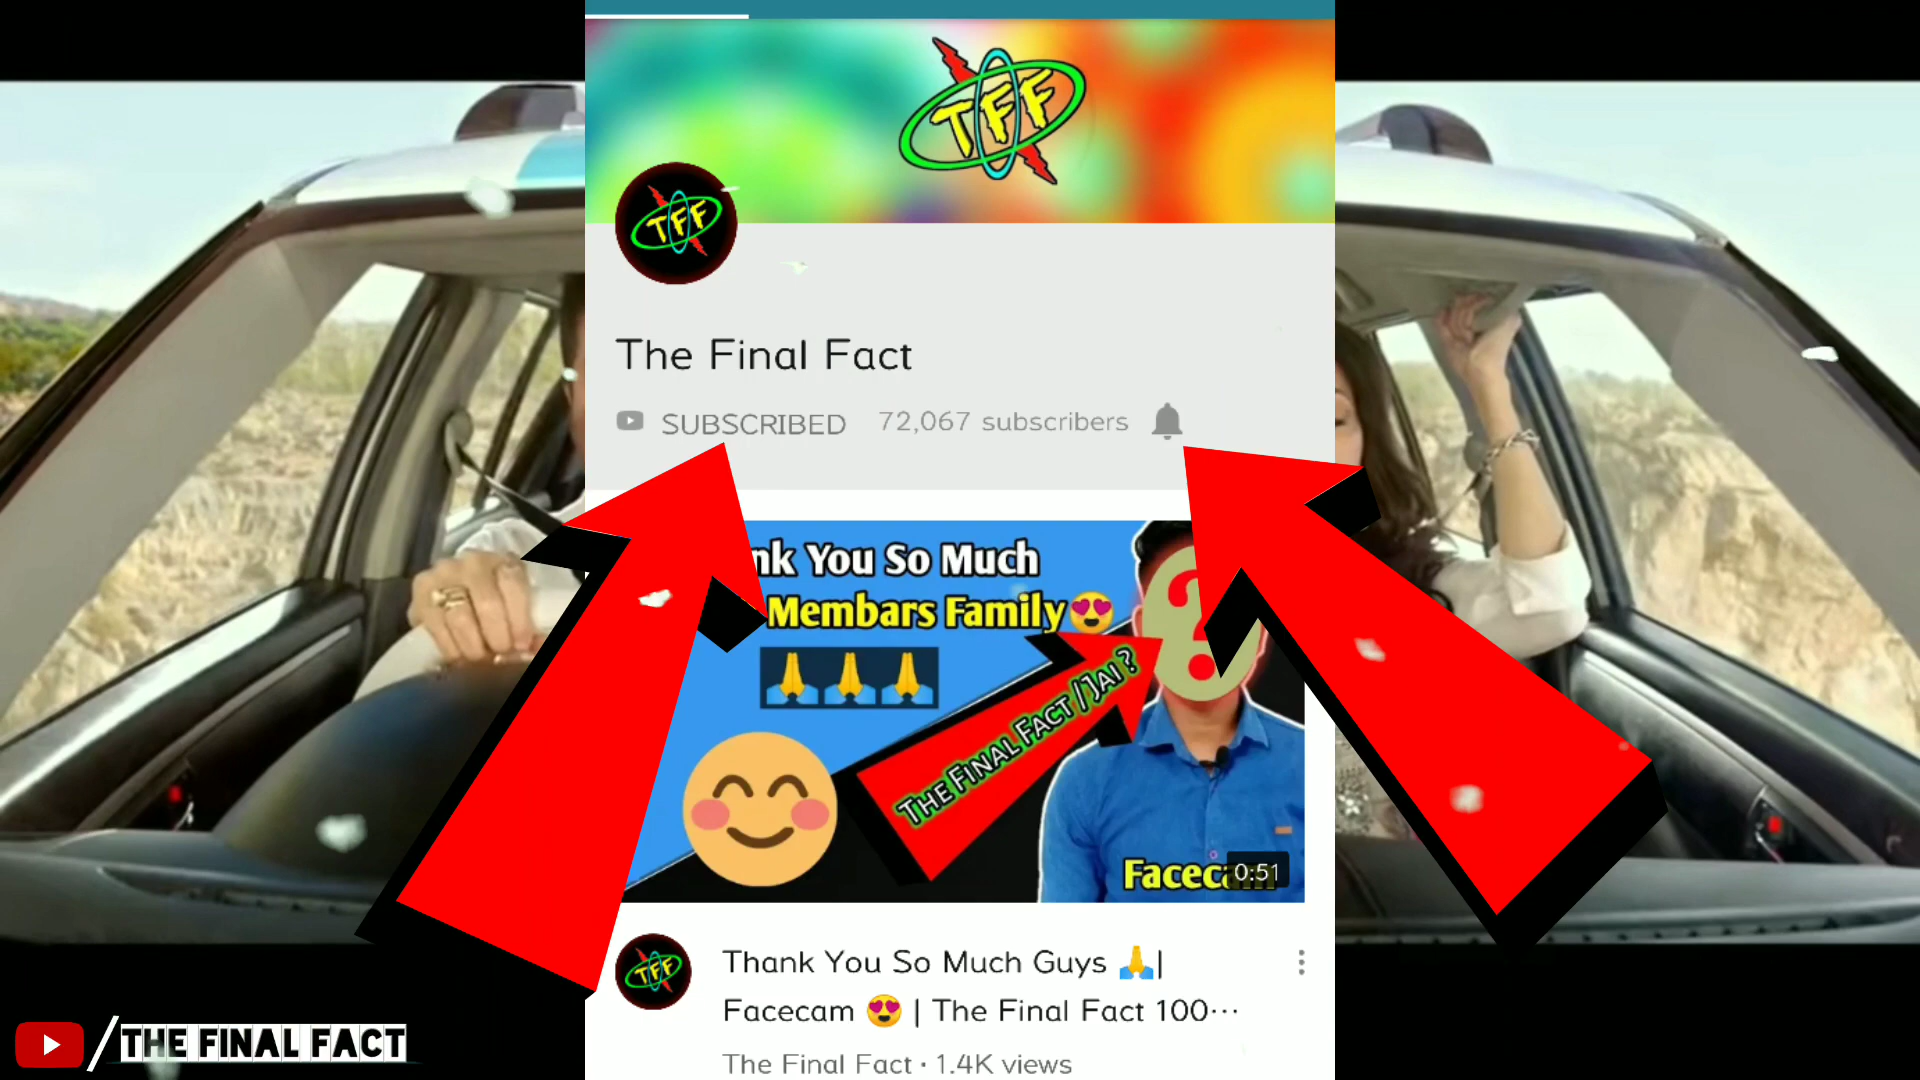 TFF
TFF
The Final Fact
SUBSCRIBED 72,067 subscribers
nk You So Much
Membars Family
THE FINAL FACT / JAI ?
?
Facecam
0:51
TFF
Thank You So Much Guys 🙏|
Facecam 😍 | The Final Fact 100...
The Final Fact · 1.4K views
/THE FINAL FACT